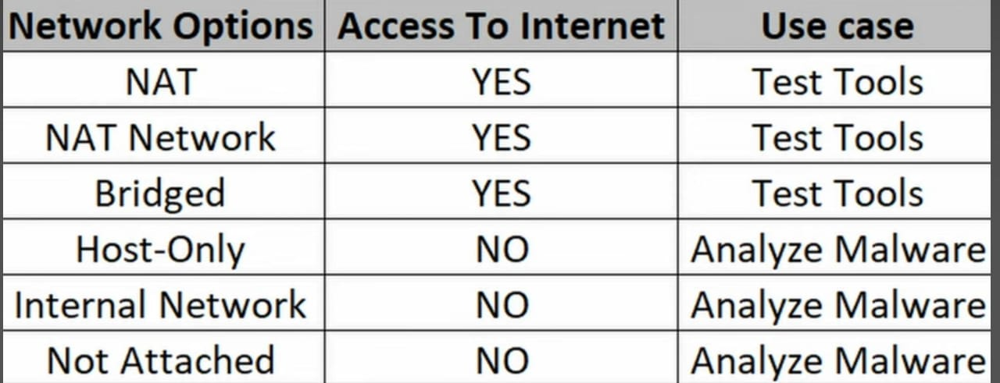 Network Options Access To Internet Use case
NAT YES Test Tools
NAT Network YES Test Tools
Bridged YES Test Tools
Host-Only NO Analyze Malware
Internal Network NO Analyze Malware
Not Attached NO Analyze Malware